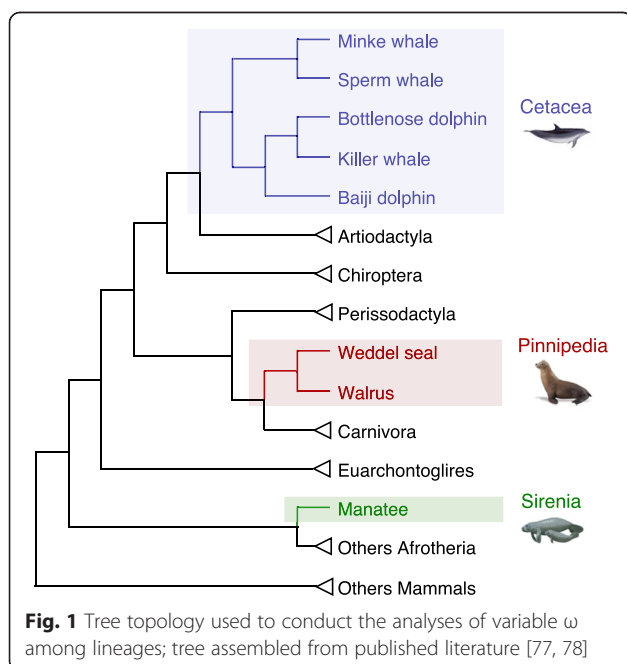 Minke whale
Sperm whale
Cetacea
Bottlenose dolphin
Killer whale
Baiji dolphin
Artiodactyla
Chiroptera
Perissodactyla
Weddel seal
Pinnipedia
Walrus
Carnivora
Euarchontoglires
Manatee
Sirenia
Others Afrotheria
Others Mammals
Fig. 1 Tree topology used to conduct the analyses of variable ω
among lineages; tree assembled from published literature [77, 78]